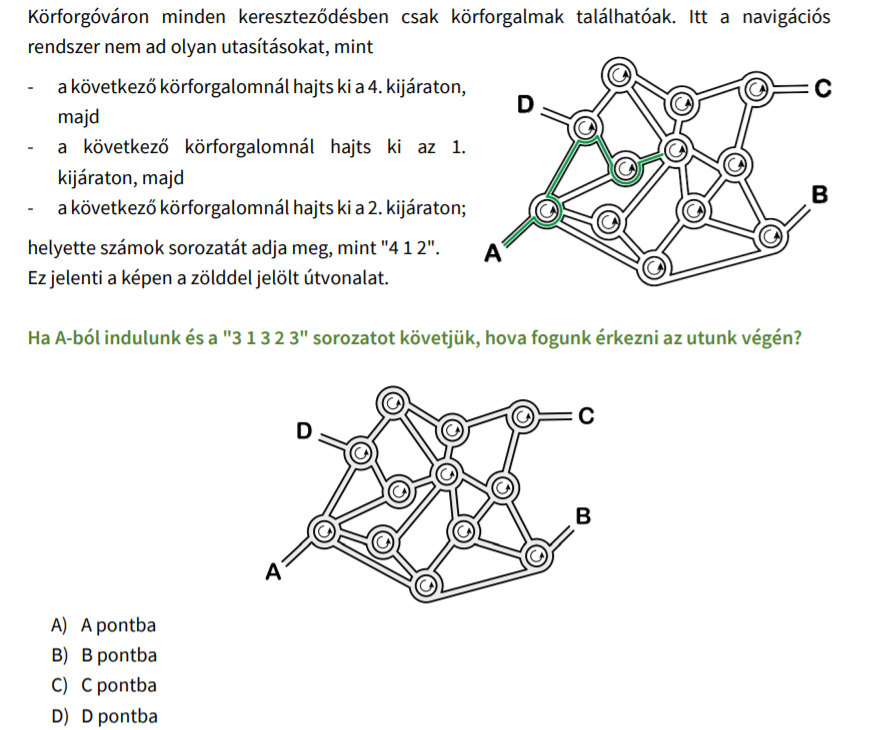 Körforgóváron minden kereszteződésben csak körforgalmak találhatóak. Itt a navigációs
rendszer nem ad olyan utasításokat, mint
- a következő körforgalomnál hajts ki a 4. kijáraton,
majd
- a következő körforgalomnál hajts ki az 1.
kijáraton, majd
- a következő körforgalomnál hajts ki a 2. kijáraton;
helyette számok sorozatát adja meg, mint "4 1 2".
Ez jelenti a képen a zölddel jelölt útvonalat.
D
C
B
A
Ha A-ból indulunk és a "3 1 3 2 3" sorozatot követjük, hova fogunk érkezni az utunk végén?
D
C
B
A
A) A pontba
B) B pontba
C) C pontba
D) D pontba